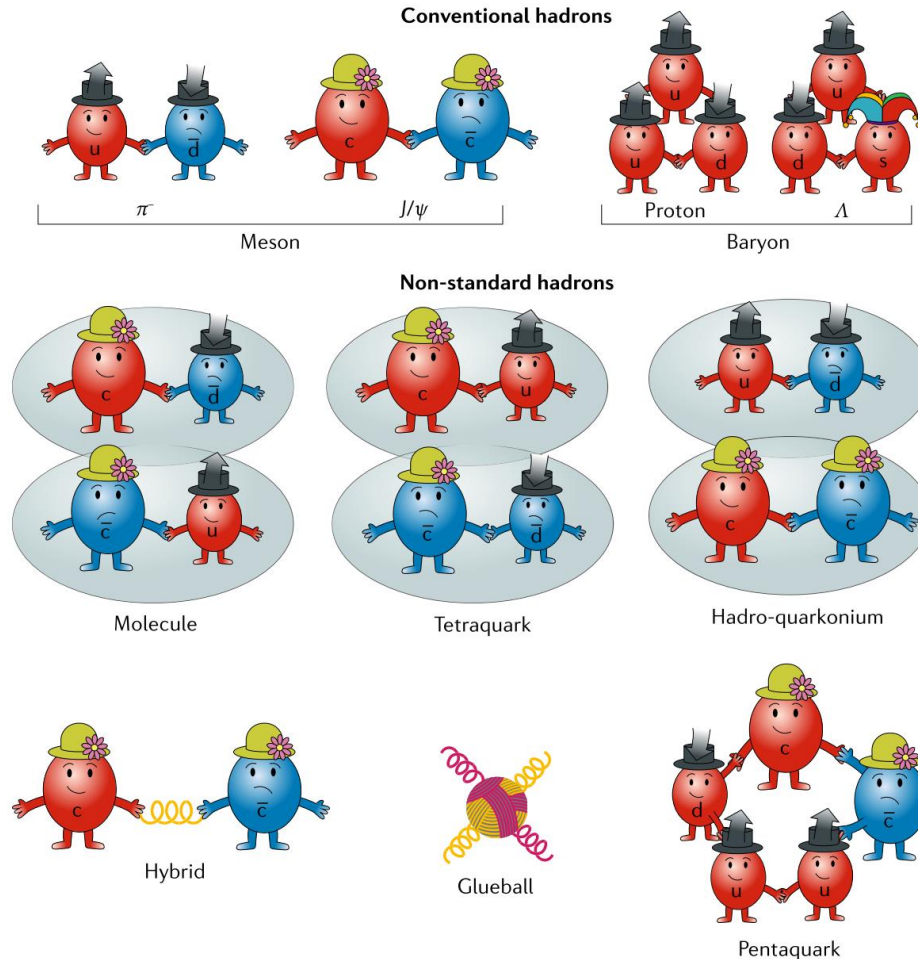 Conventional hadrons
u
d̄
c
c̄
u
u
d
u
d
s
π⁻
J/ψ
Proton
Λ
Meson
Baryon
Non-standard hadrons
c
d̄
c
u
u
d̄
c̄
u
c̄
d̄
c
c̄
Molecule
Tetraquark
Hadro-quarkonium
c
c̄
Hybrid
Glueball
c
d
c̄
u
u
Pentaquark